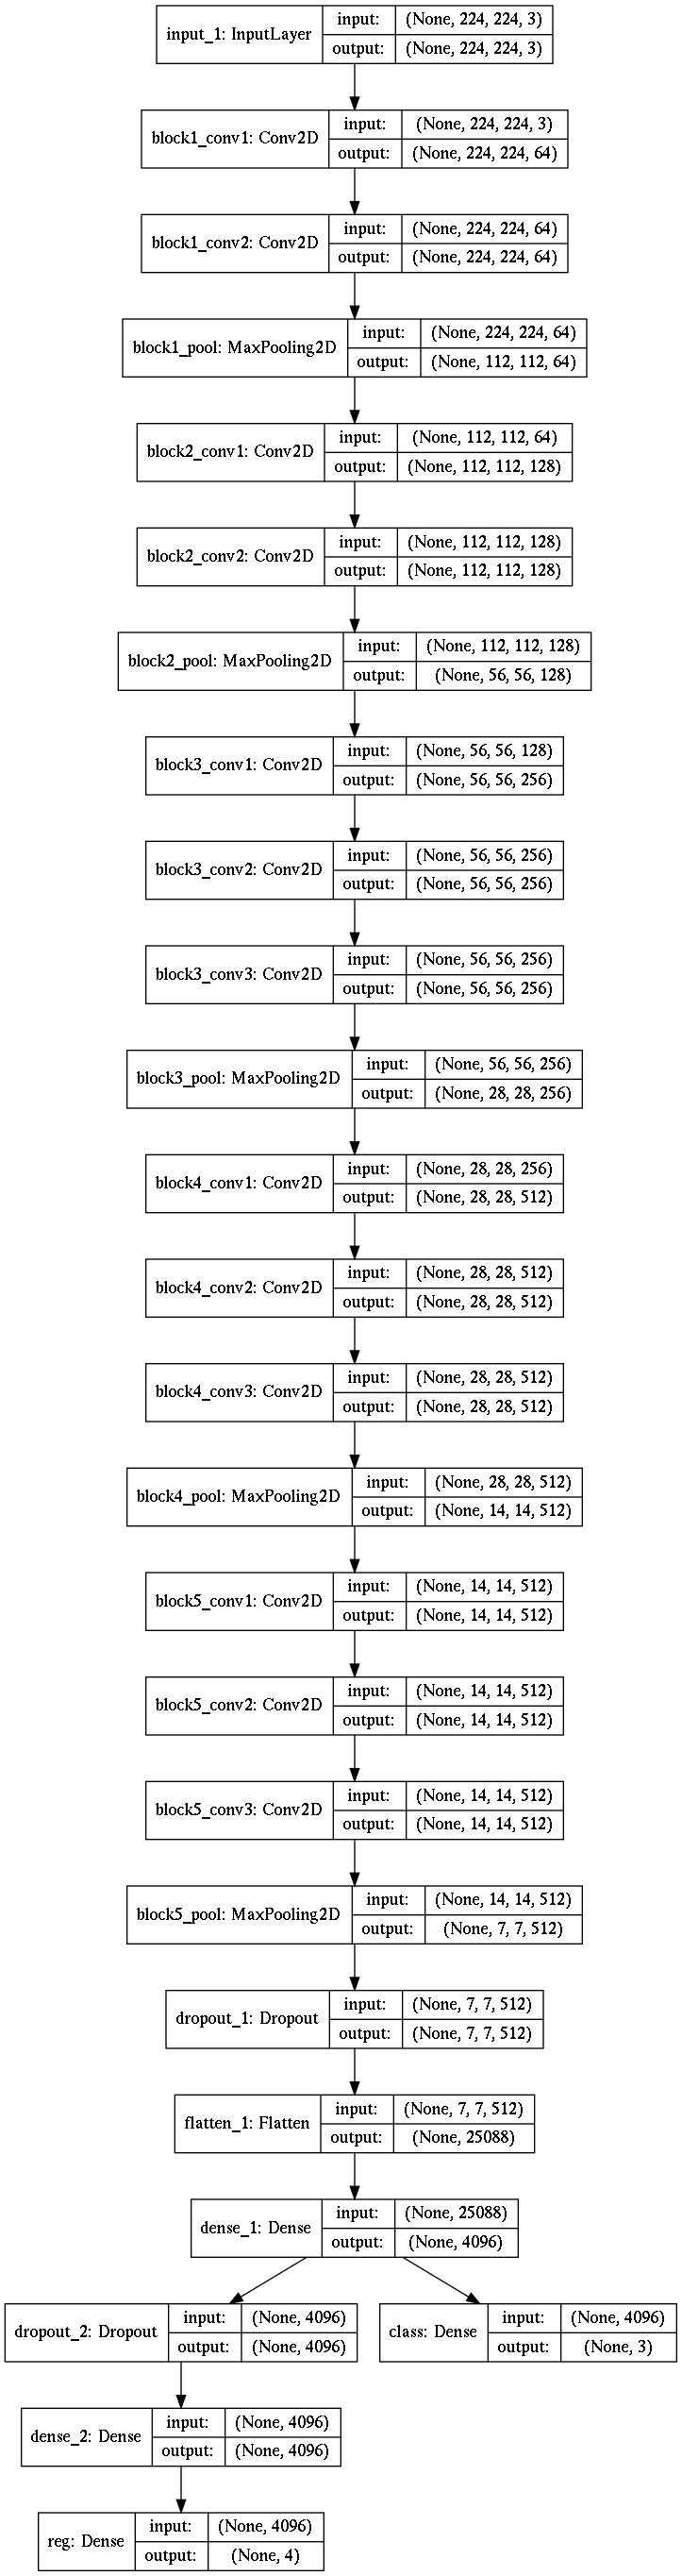 input_1: InputLayer
input: (None, 224, 224, 3)
output: (None, 224, 224, 3)
block1_conv1: Conv2D
input: (None, 224, 224, 3)
output: (None, 224, 224, 64)
block1_conv2: Conv2D
input: (None, 224, 224, 64)
output: (None, 224, 224, 64)
block1_pool: MaxPooling2D
input: (None, 224, 224, 64)
output: (None, 112, 112, 64)
block2_conv1: Conv2D
input: (None, 112, 112, 64)
output: (None, 112, 112, 128)
block2_conv2: Conv2D
input: (None, 112, 112, 128)
output: (None, 112, 112, 128)
block2_pool: MaxPooling2D
input: (None, 112, 112, 128)
output: (None, 56, 56, 128)
block3_conv1: Conv2D
input: (None, 56, 56, 128)
output: (None, 56, 56, 256)
block3_conv2: Conv2D
input: (None, 56, 56, 256)
output: (None, 56, 56, 256)
block3_conv3: Conv2D
input: (None, 56, 56, 256)
output: (None, 56, 56, 256)
block3_pool: MaxPooling2D
input: (None, 56, 56, 256)
output: (None, 28, 28, 256)
block4_conv1: Conv2D
input: (None, 28, 28, 256)
output: (None, 28, 28, 512)
block4_conv2: Conv2D
input: (None, 28, 28, 512)
output: (None, 28, 28, 512)
block4_conv3: Conv2D
input: (None, 28, 28, 512)
output: (None, 28, 28, 512)
block4_pool: MaxPooling2D
input: (None, 28, 28, 512)
output: (None, 14, 14, 512)
block5_conv1: Conv2D
input: (None, 14, 14, 512)
output: (None, 14, 14, 512)
block5_conv2: Conv2D
input: (None, 14, 14, 512)
output: (None, 14, 14, 512)
block5_conv3: Conv2D
input: (None, 14, 14, 512)
output: (None, 14, 14, 512)
block5_pool: MaxPooling2D
input: (None, 14, 14, 512)
output: (None, 7, 7, 512)
dropout_1: Dropout
input: (None, 7, 7, 512)
output: (None, 7, 7, 512)
flatten_1: Flatten
input: (None, 7, 7, 512)
output: (None, 25088)
dense_1: Dense
input: (None, 25088)
output: (None, 4096)
dropout_2: Dropout
input: (None, 4096)
output: (None, 4096)
class: Dense
input: (None, 4096)
output: (None, 3)
dense_2: Dense
input: (None, 4096)
output: (None, 4096)
reg: Dense
input: (None, 4096)
output: (None, 4)